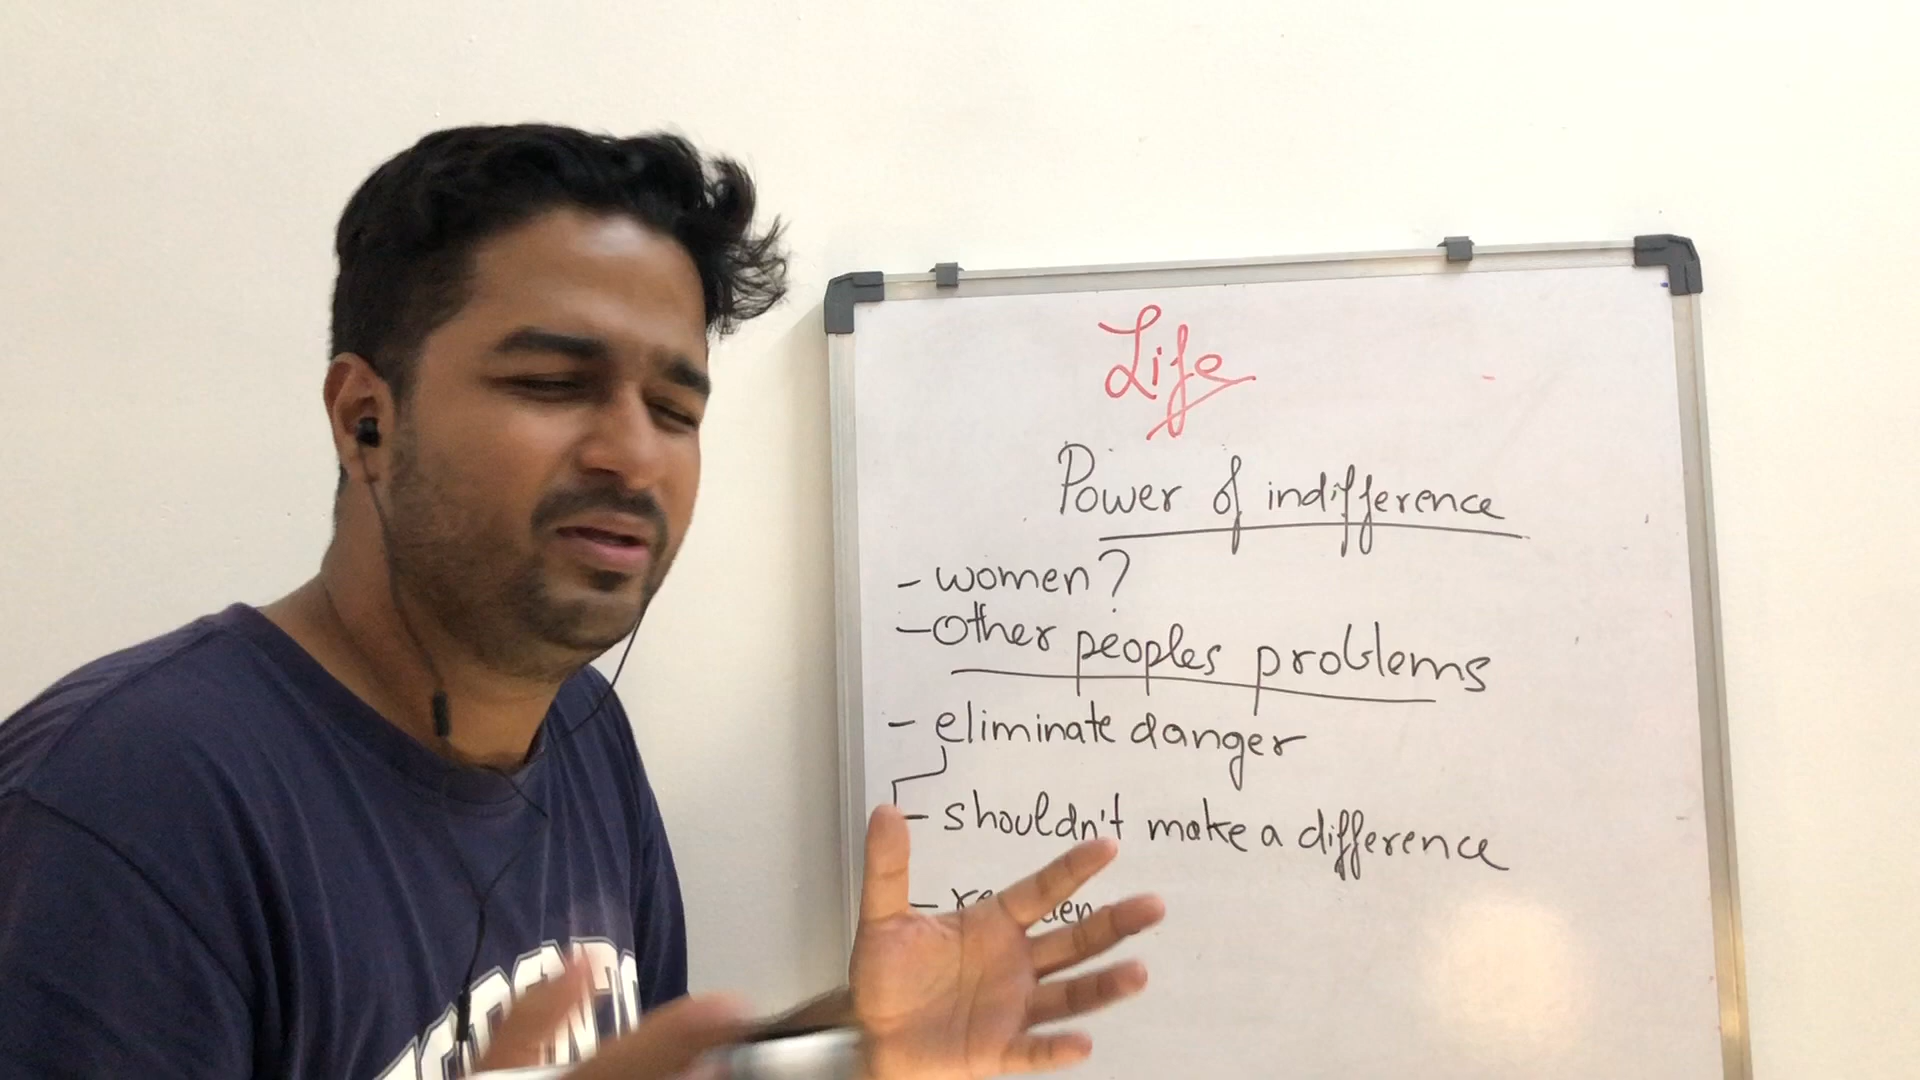 Life
Power of indifference
- women?
- other peoples problems
- eliminate danger
- shouldn't make a difference